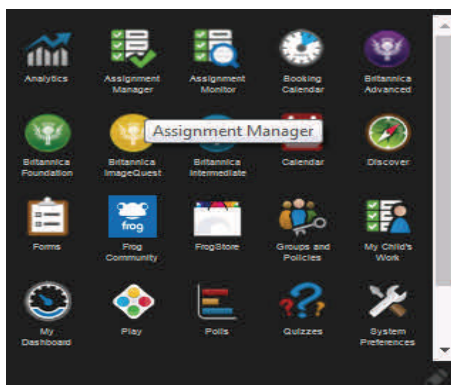 Analytics
Assignment Manager
Assignment Monitor
Booking Calendar
Britannica Advanced
Assignment Manager
Britannica Foundation
Britannica ImageQuest
Britannica Intermediate
Calendar
Discover
Forms
frog
Frog Community
FrogStore
Groups and Policies
My Child's Work
My Dashboard
Play
Polls
Quizzes
System Preferences